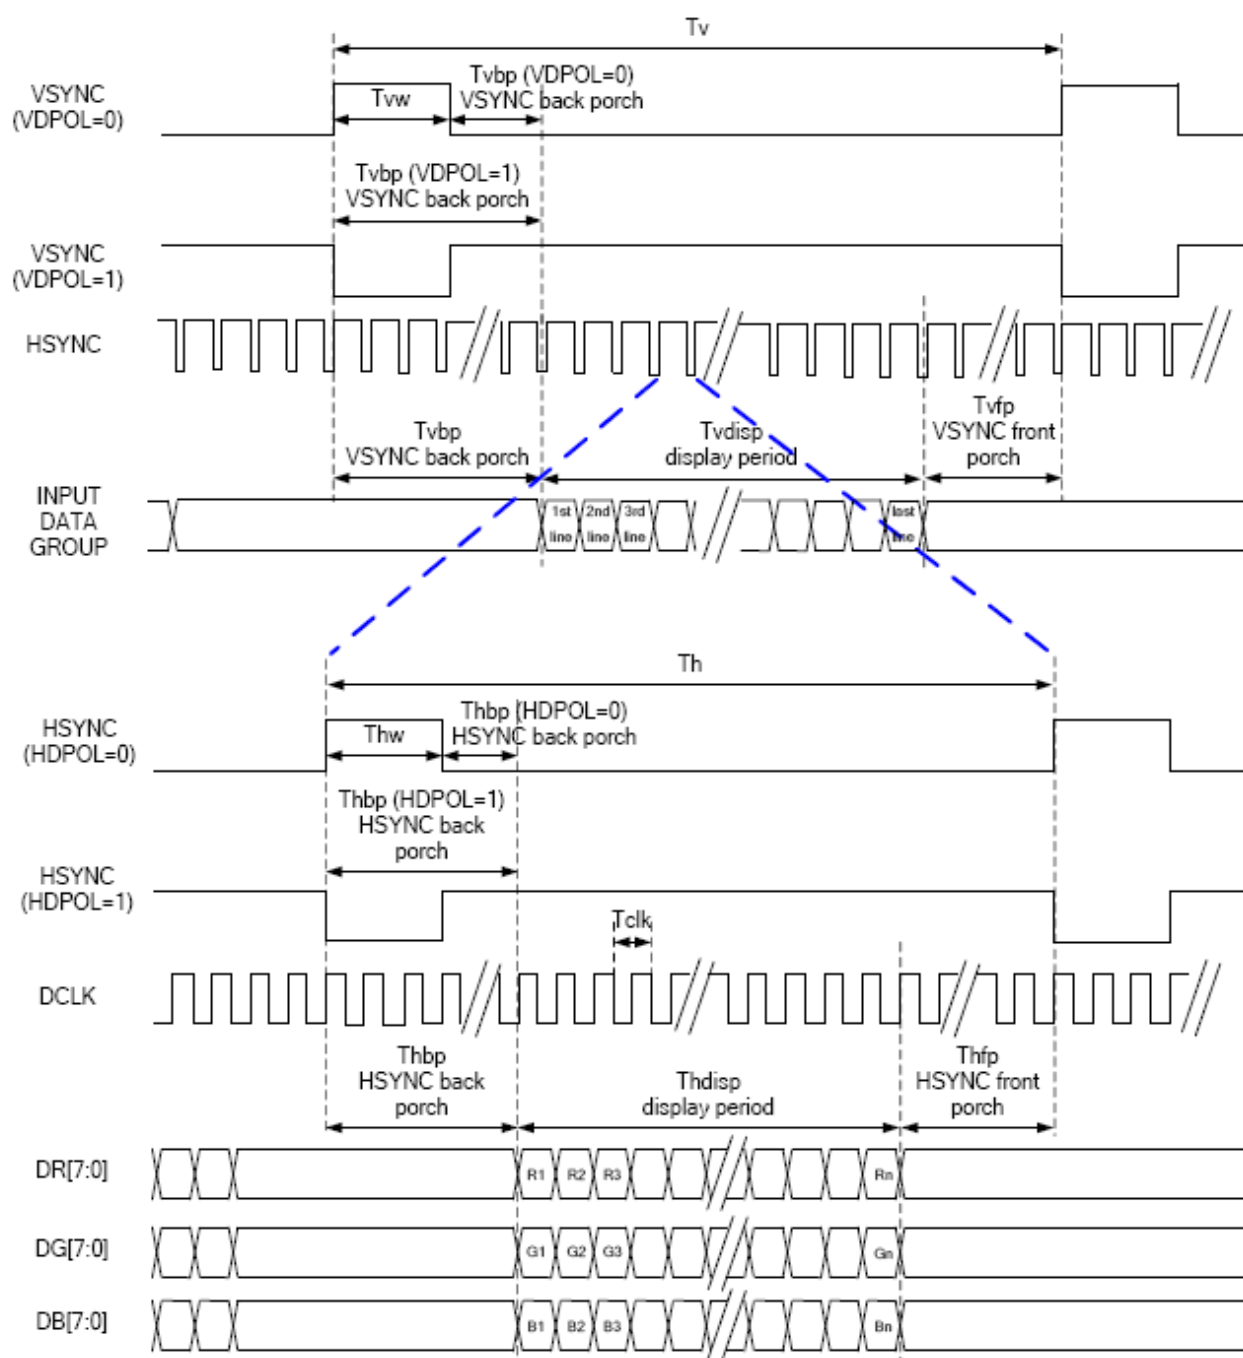 Tv
VSYNC
(VDPOL=0)
Tvw
Tvbp (VDPOL=0)
VSYNC back porch
Tvbp (VDPOL=1)
VSYNC back porch
VSYNC
(VDPOL=1)
HSYNC
Tvbp
VSYNC back porch
Tvdisp
display period
Tvfp
VSYNC front
porch
INPUT
DATA
GROUP
1st
line
2nd
line
3rd
line
last
line
Th
HSYNC
(HDPOL=0)
Thw
Thbp (HDPOL=0)
HSYNC back porch
Thbp (HDPOL=1)
HSYNC back
porch
HSYNC
(HDPOL=1)
Tclk
DCLK
Thbp
HSYNC back
porch
Thdisp
display period
Thfp
HSYNC front
porch
DR[7:0]
R1 R2 R3 Rn
DG[7:0]
G1 G2 G3 Gn
DB[7:0]
B1 B2 B3 Bn